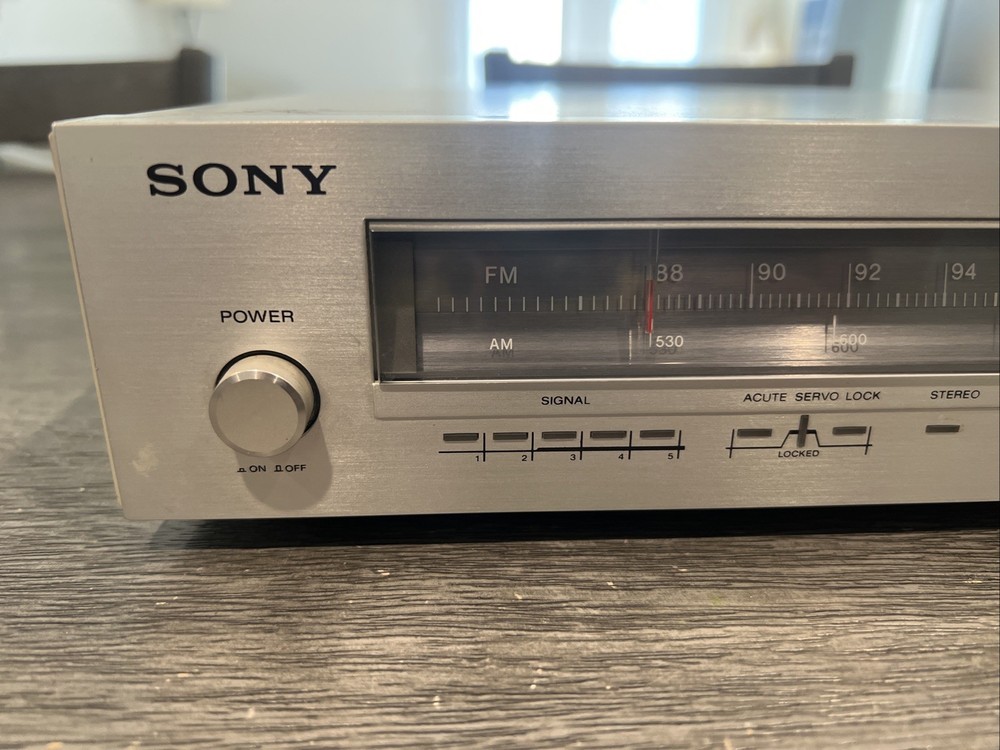 SONY
FM 88 90 92 94
AM 530 600
POWER
ON OFF
SIGNAL
1 2 3 4 5
ACUTE SERVO LOCK
LOCKED
STEREO